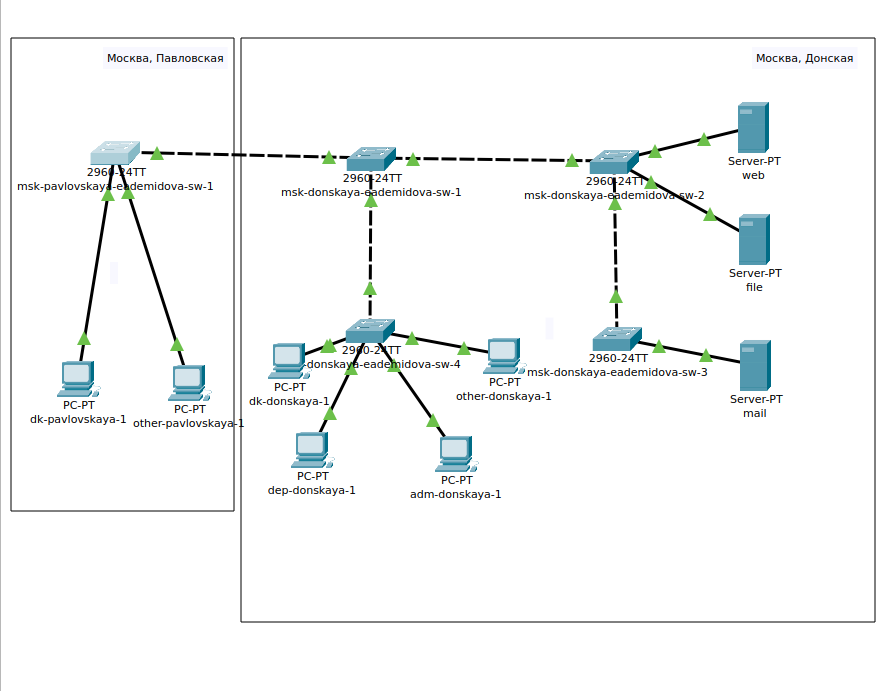 Москва, Павловская
Москва, Донская
2960-24TT
msk-pavlovskaya-eademidova-sw-1
2960-24TT
msk-donskaya-eademidova-sw-1
2960-24TT
msk-donskaya-eademidova-sw-2
Server-PT
web
Server-PT
file
2960-24TT
-donskaya-eademidova-sw-4
2960-24TT
msk-donskaya-eademidova-sw-3
Server-PT
mail
PC-PT
dk-pavlovskaya-1
PC-PT
other-pavlovskaya-1
PC-PT
dk-donskaya-1
PC-PT
other-donskaya-1
PC-PT
dep-donskaya-1
PC-PT
adm-donskaya-1